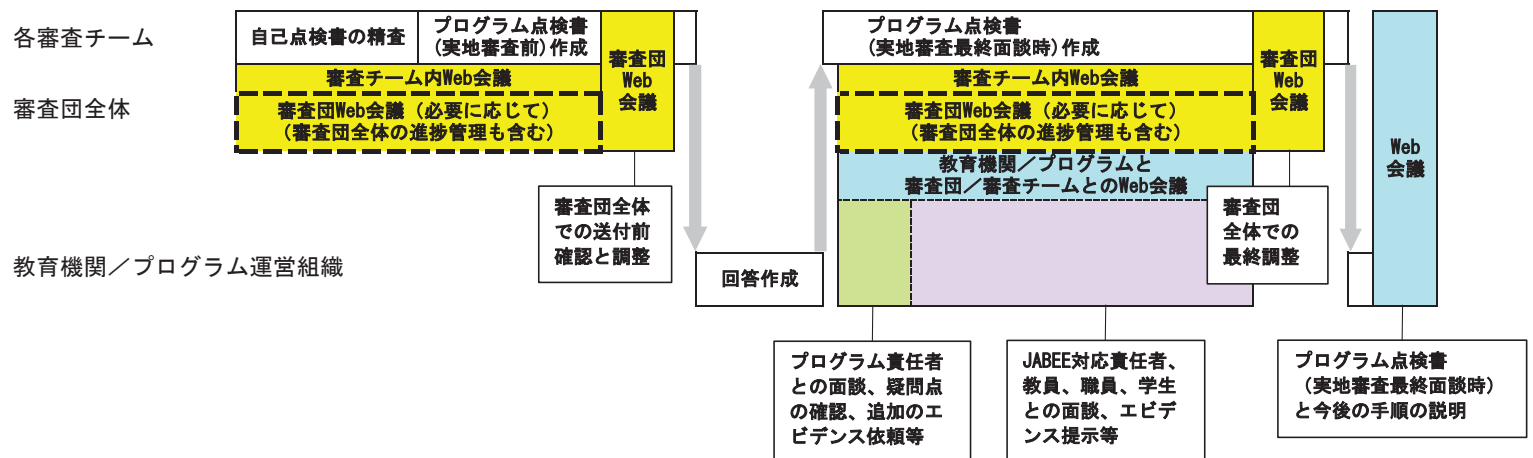 各審査チーム
自己点検書の精査
プログラム点検書
(実地審査前)作成
審査団
Web
会議
審査チーム内Web会議
審査団全体
審査団Web会議（必要に応じて）
（審査団全体の進捗管理も含む）
審査団全体
での送付前
確認と調整
教育機関／プログラム運営組織
回答作成
プログラム点検書
(実地審査最終面談時)作成
審査団
Web
会議
審査チーム内Web会議
審査団Web会議（必要に応じて）
（審査団全体の進捗管理も含む）
教育機関／プログラムと
審査団／審査チームとのWeb会議
審査団
全体での
最終調整
Web
会議
プログラム責任者
との面談、疑問点
の確認、追加のエ
ビデンス依頼等
JABEE対応責任者、
教員、職員、学生
との面談、エビデ
ンス提示等
プログラム点検書
（実地審査最終面談時）
と今後の手順の説明